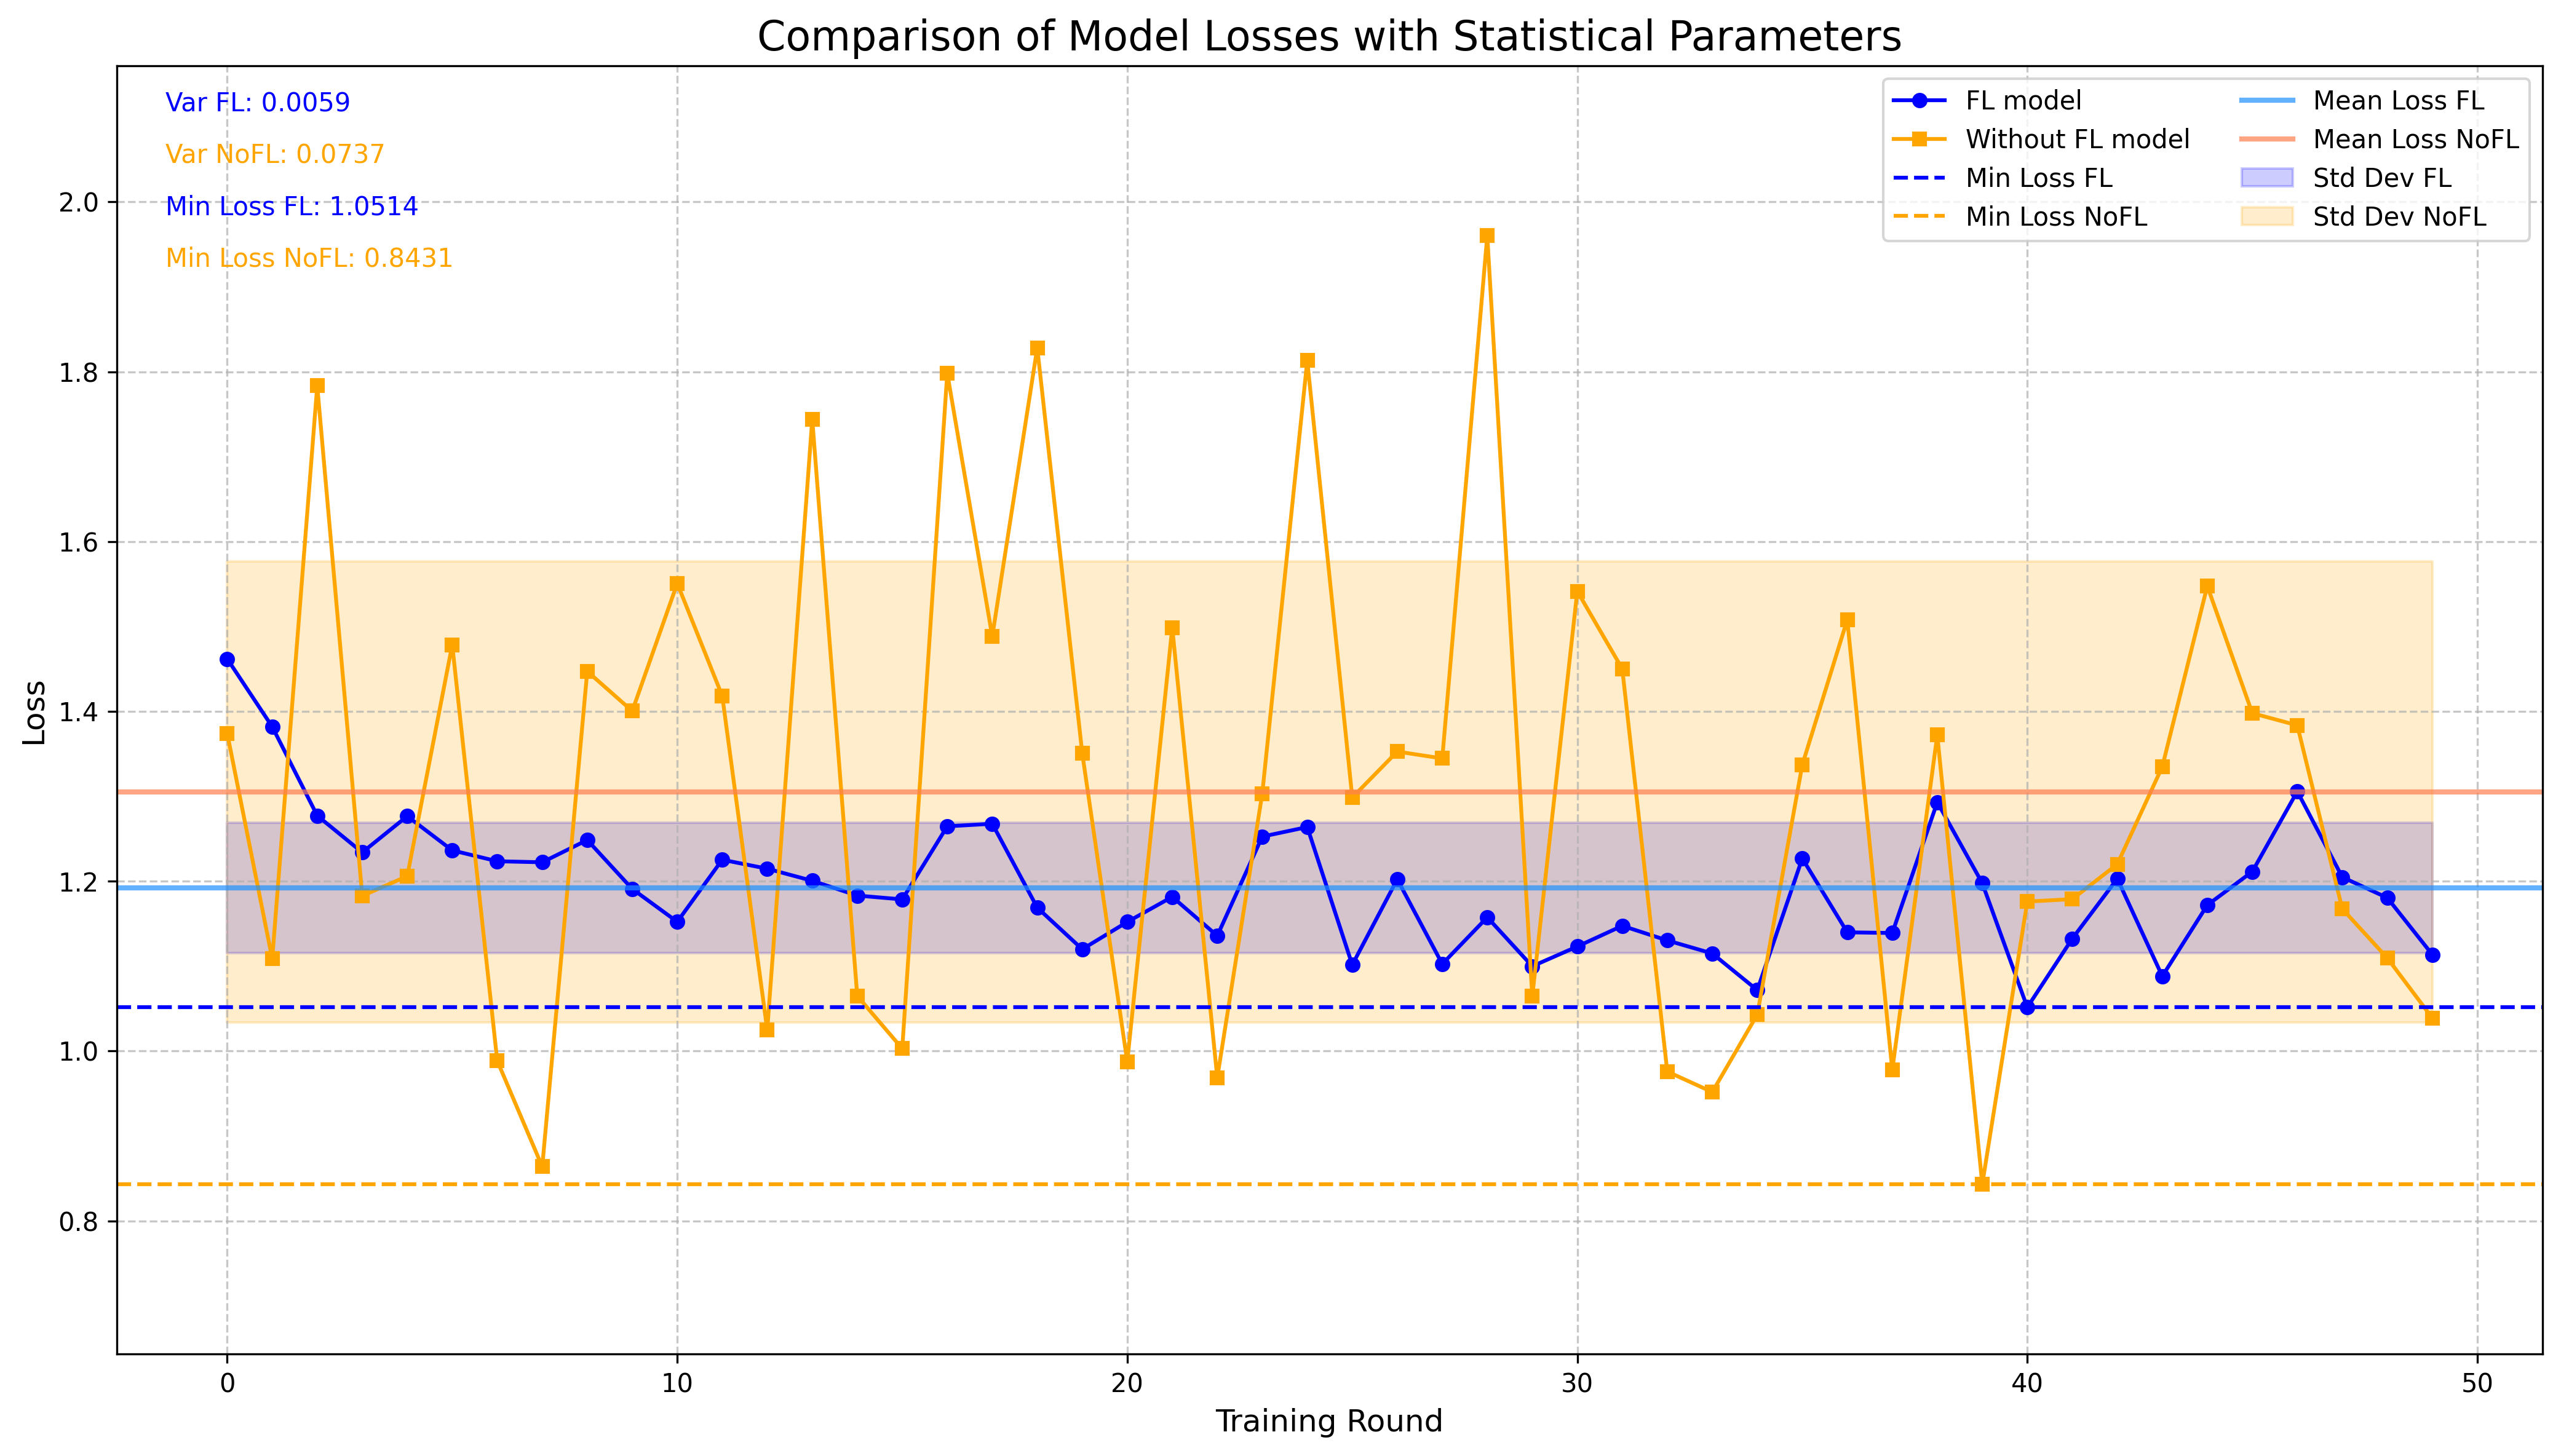 Comparison of Model Losses with Statistical Parameters
Var FL: 0.0059
Var NoFL: 0.0737
Min Loss FL: 1.0514
Min Loss NoFL: 0.8431
FL model
Without FL model
Min Loss FL
Min Loss NoFL
Mean Loss FL
Mean Loss NoFL
Std Dev FL
Std Dev NoFL
Loss
2.0
1.8
1.6
1.4
1.2
1.0
0.8
0 10 20 30 40 50
Training Round